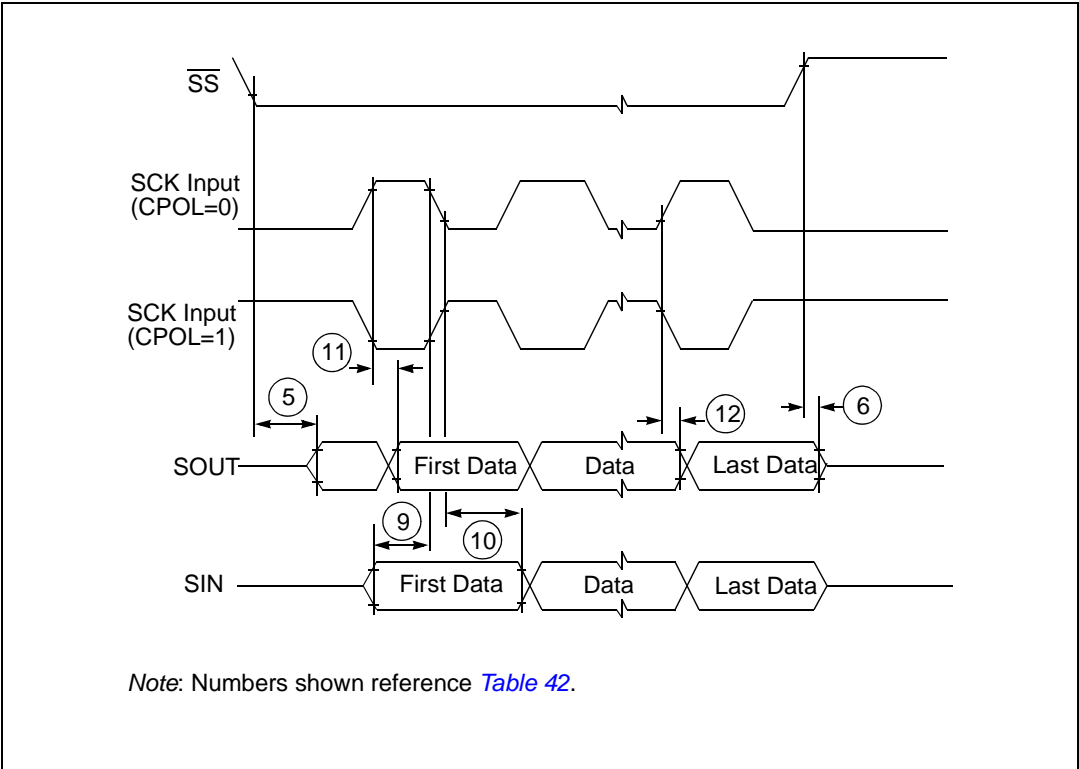 SS
SCK Input
(CPOL=0)
SCK Input
(CPOL=1)
11
5
12
6
SOUT
First Data
Data
Last Data
9
10
SIN
First Data
Data
Last Data
Note: Numbers shown reference Table 42.